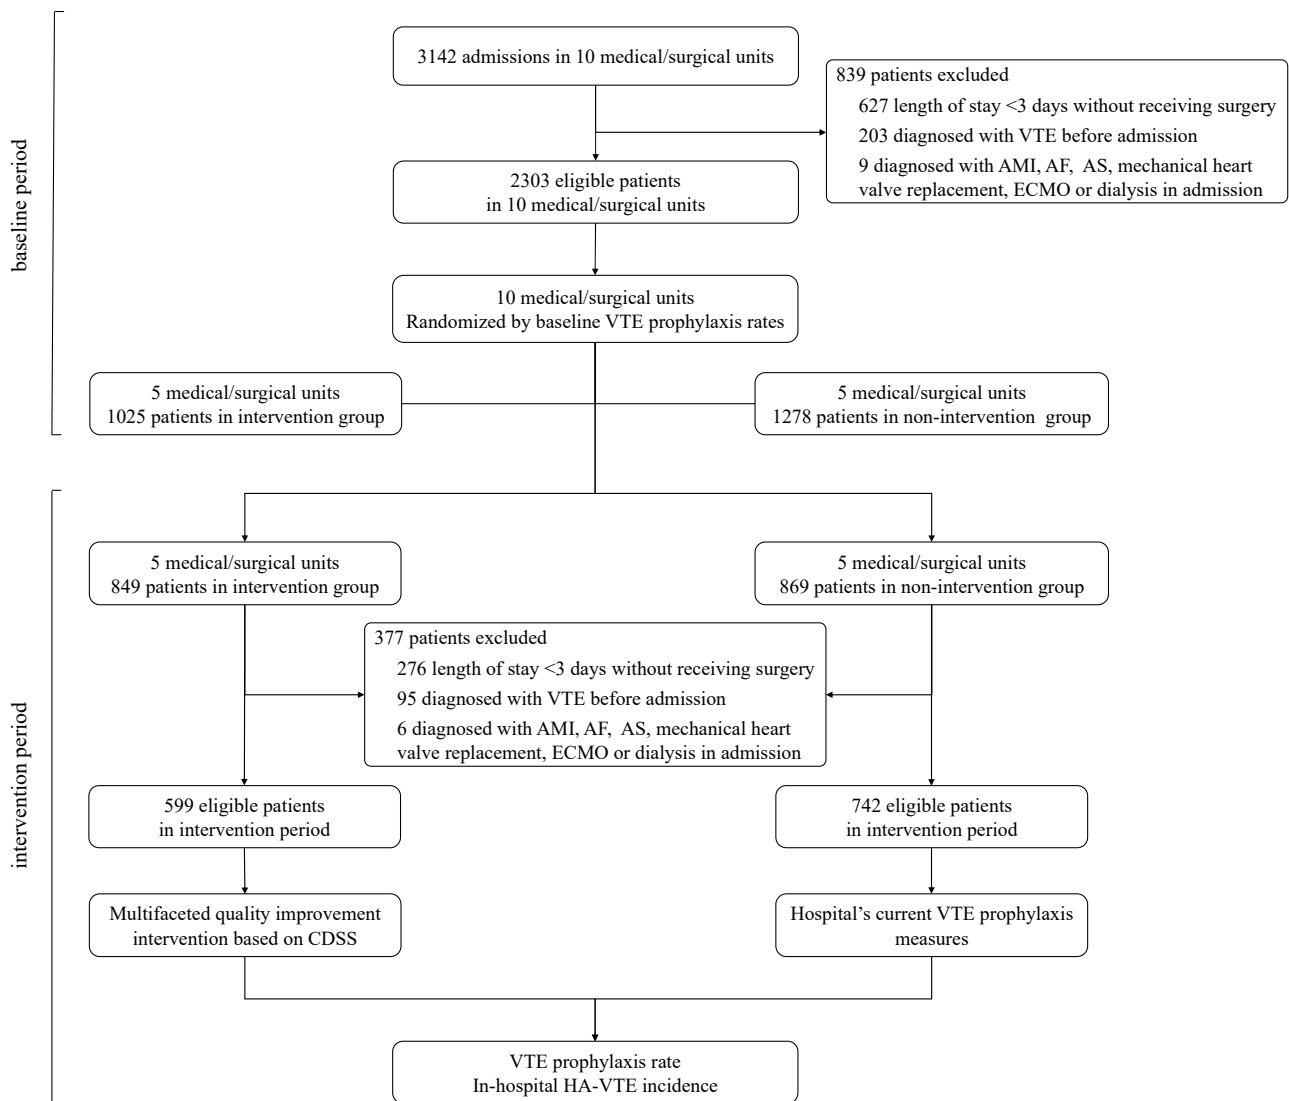 baseline period
3142 admissions in 10 medical/surgical units
839 patients excluded
627 length of stay <3 days without receiving surgery
203 diagnosed with VTE before admission
9 diagnosed with AMI, AF, AS, mechanical heart
valve replacement, ECMO or dialysis in admission
2303 eligible patients
in 10 medical/surgical units
10 medical/surgical units
Randomized by baseline VTE prophylaxis rates
5 medical/surgical units
1025 patients in intervention group
5 medical/surgical units
1278 patients in non-intervention group
intervention period
5 medical/surgical units
849 patients in intervention group
5 medical/surgical units
869 patients in non-intervention group
377 patients excluded
276 length of stay <3 days without receiving surgery
95 diagnosed with VTE before admission
6 diagnosed with AMI, AF, AS, mechanical heart
valve replacement, ECMO or dialysis in admission
599 eligible patients
in intervention period
742 eligible patients
in intervention period
Multifaceted quality improvement
intervention based on CDSS
Hospital's current VTE prophylaxis
measures
VTE prophylaxis rate
In-hospital HA-VTE incidence